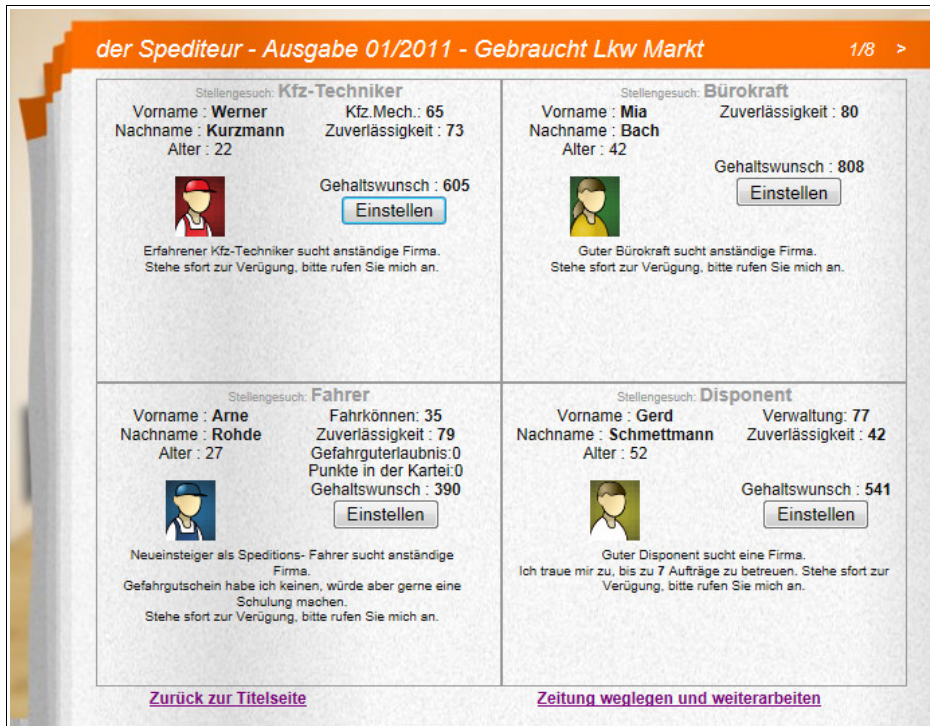 der Spediteur - Ausgabe 01/2011 - Gebraucht Lkw Markt 1/8 >
Stellengesuch: Kfz-Techniker
Vorname : Werner Kfz.Mech.: 65
Nachname : Kurzmann Zuverlässigkeit : 73
Alter : 22
Gehaltswunsch : 605
Einstellen
Erfahrener Kfz-Techniker sucht anständige Firma.
Stehe sfort zur Verügung, bitte rufen Sie mich an.
Stellengesuch: Bürokraft
Vorname : Mia Zuverlässigkeit : 80
Nachname : Bach
Alter : 42
Gehaltswunsch : 808
Einstellen
Guter Bürokraft sucht anständige Firma.
Stehe sfort zur Verügung, bitte rufen Sie mich an.
Stellengesuch: Fahrer
Vorname : Arne Fahrkönnen: 35
Nachname : Rohde Zuverlässigkeit : 79
Alter : 27 Gefahrguterlaubnis:0
Punkte in der Kartei:0
Gehaltswunsch : 390
Einstellen
Neueinsteiger als Speditions- Fahrer sucht anständige
Firma.
Gefahrgutschein habe ich keinen, würde aber gerne eine
Schulung machen.
Stehe sfort zur Verügung, bitte rufen Sie mich an.
Stellengesuch: Disponent
Vorname : Gerd Verwaltung: 77
Nachname : Schmettmann Zuverlässigkeit : 42
Alter : 52
Gehaltswunsch : 541
Einstellen
Guter Disponent sucht eine Firma.
Ich traue mir zu, bis zu 7 Aufträge zu betreuen. Stehe sfort zur
Verügung, bitte rufen Sie mich an.
Zurück zur Titelseite
Zeitung weglegen und weiterarbeiten